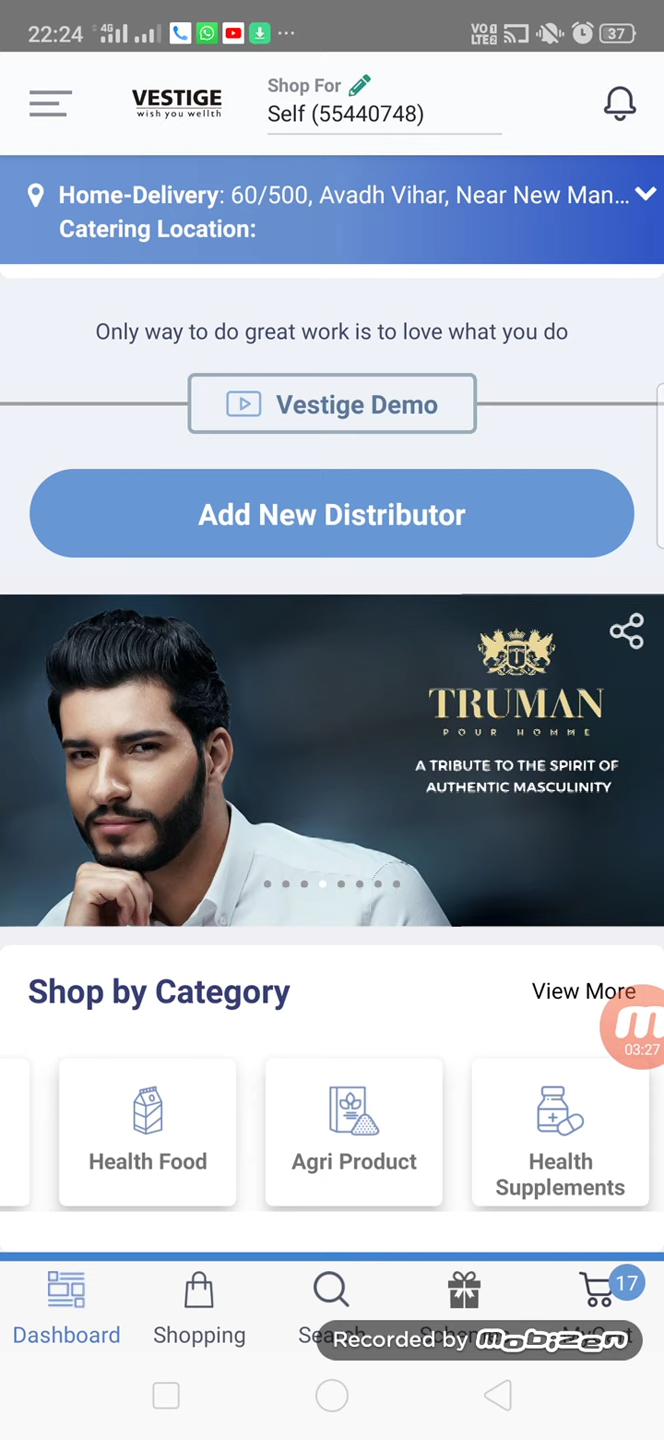 22:24
4G
VO
LTE2
37
VESTIGE
wish you wellth
Shop For
Self (55440748)
Home-Delivery: 60/500, Avadh Vihar, Near New Man...
Catering Location:
Only way to do great work is to love what you do
Vestige Demo
Add New Distributor
T
TRUMAN
POUR HOMME
A TRIBUTE TO THE SPIRIT OF
AUTHENTIC MASCULINITY
Shop by Category
View More
03:27
Health Food
Agri Product
Health
Supplements
17
Dashboard
Shopping
Recorded by mobizen